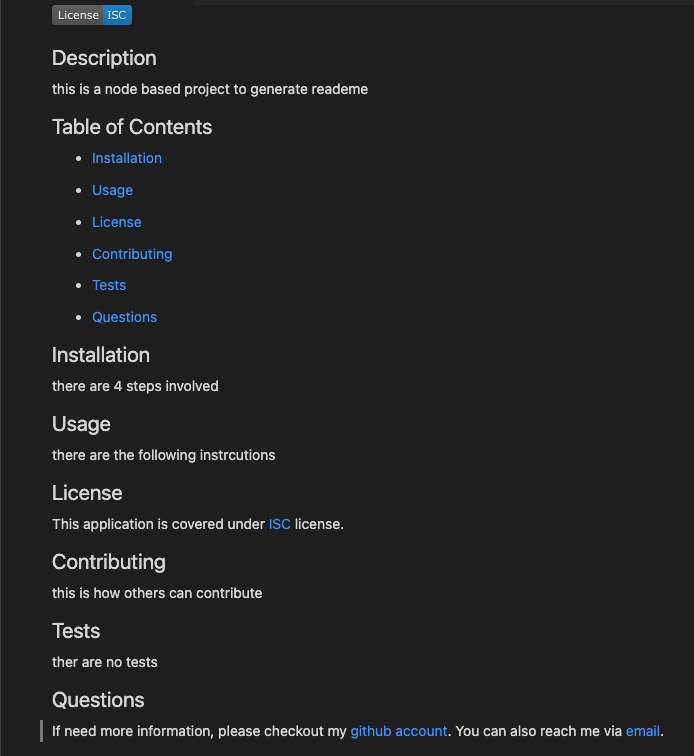 License ISC
Description
this is a node based project to generate reademe
Table of Contents
Installation
Usage
License
Contributing
Tests
Questions
Installation
there are 4 steps involved
Usage
there are the following instrcutions
License
This application is covered under ISC license.
Contributing
this is how others can contribute
Tests
ther are no tests
Questions
If need more information, please checkout my github account. You can also reach me via email.